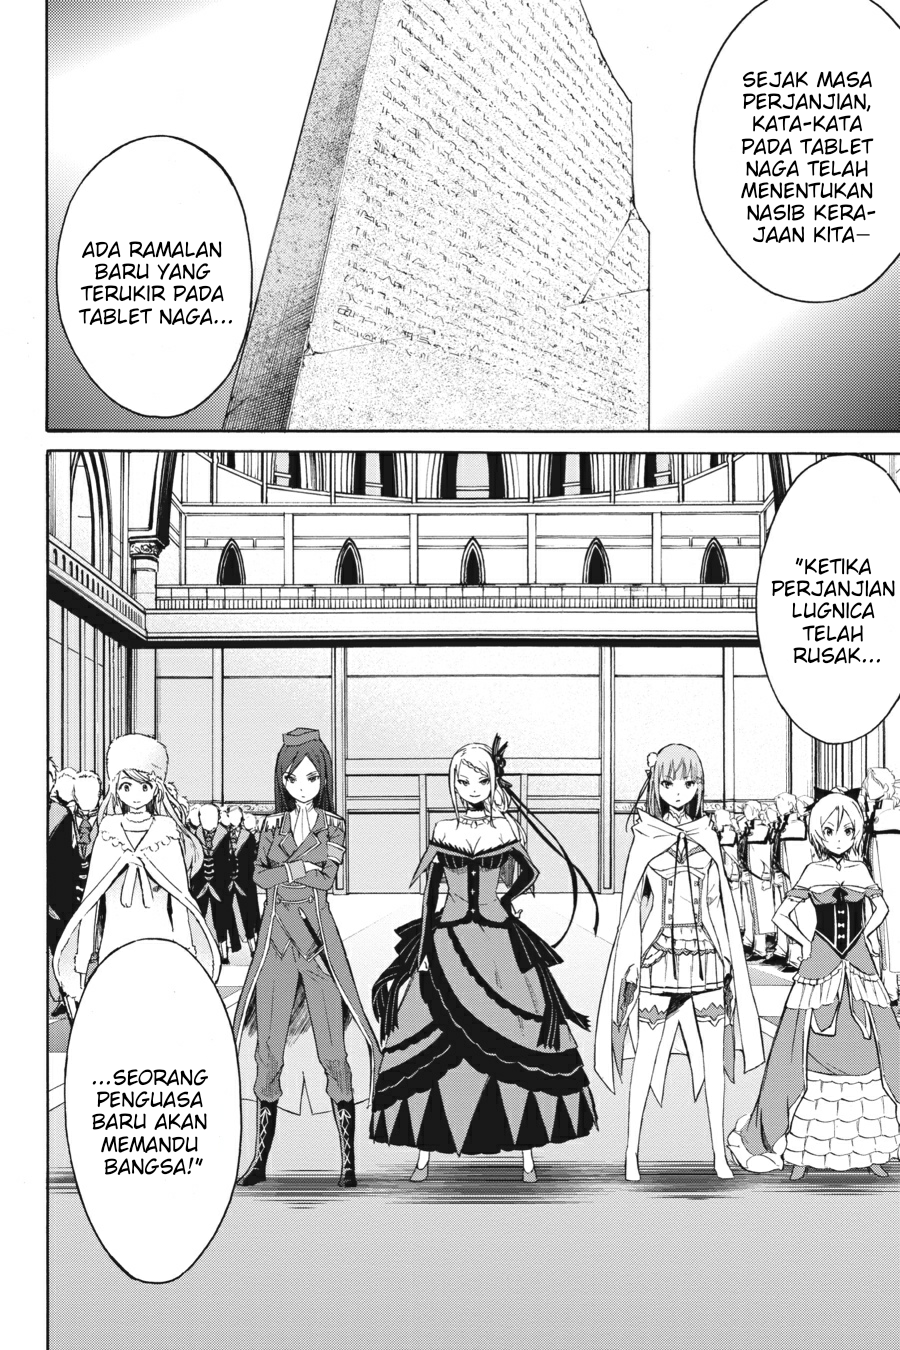 SEJAK MASA
PERJANJIAN,
KATA-KATA
PADA TABLET
NAGA TELAH
MENENTUKAN
NASIB KERA-
JAAN KITA–
ADA RAMALAN
BARU YANG
TERUKIR PADA
TABLET NAGA...
"KETIKA
PERJANJIAN
LUGNICA
TELAH
RUSAK...
...SEORANG
PENGUASA
BARU AKAN
MEMANDU
BANGSA!"